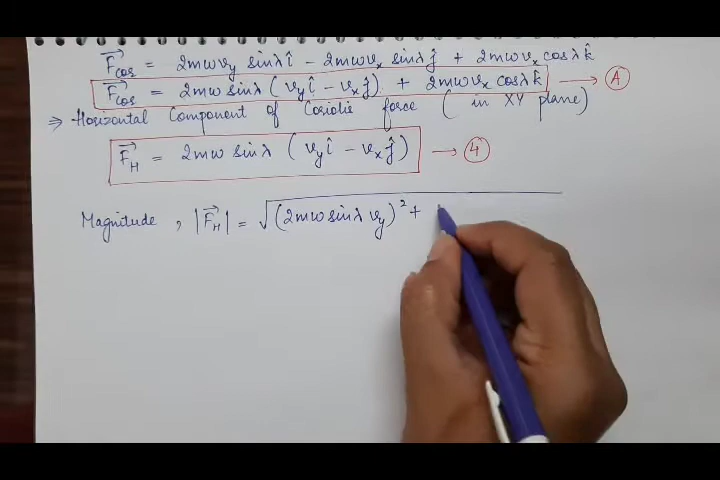 F⃗cos = 2mωvy sinλ î - 2mωvx sinλ ĵ + 2mωvx cosλ k̂
F⃗cos = 2mω sinλ (vy î - vx ĵ) + 2mωvx cosλ k̂ → A
⇒ Horizontal Component of Coriolis force (in XY plane)
F⃗H = 2mω sinλ (vy î - vx ĵ) → 4
Magnitude, |F⃗H| = √(2mω sinλ vy)² +